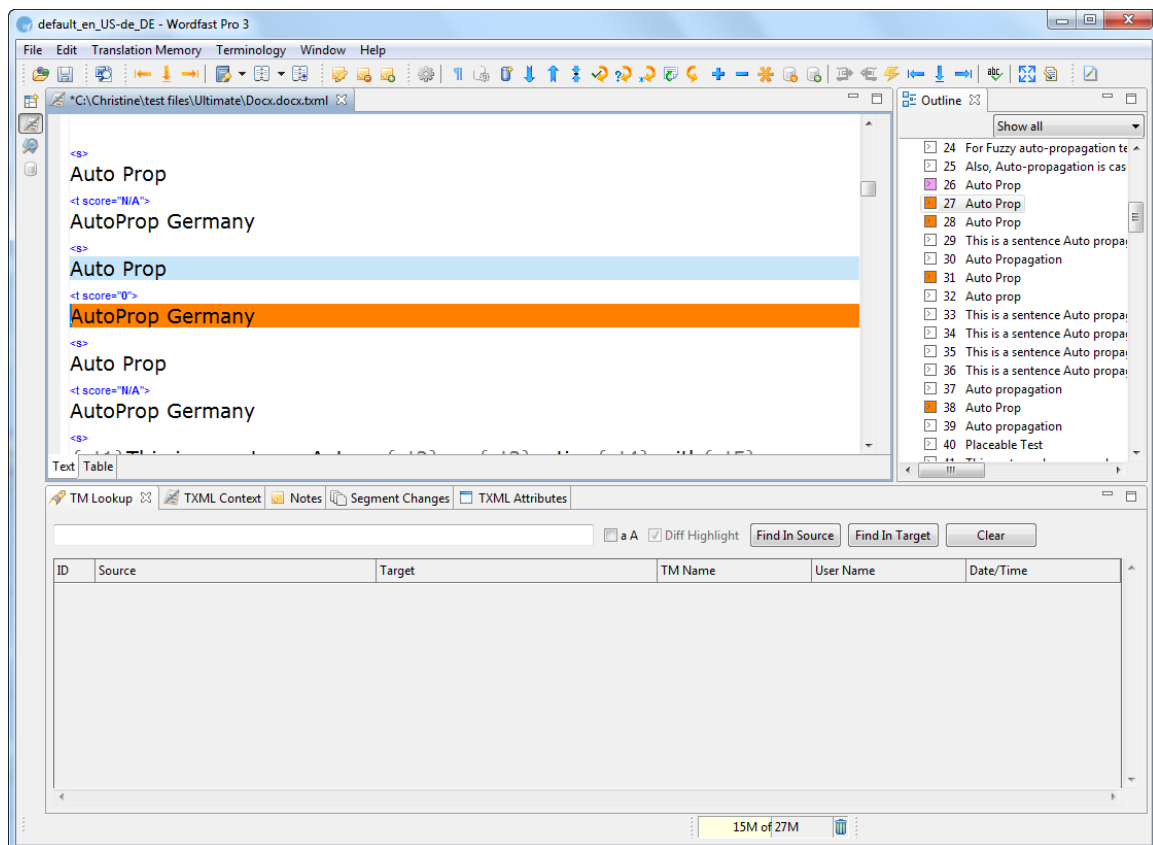 default_en_US-de_DE - Wordfast Pro 3
File Edit Translation Memory Terminology Window Help
*C:\Christine\test files\Ultimate\Docx.docx.txml
<s>
Auto Prop
<t score="N/A">
AutoProp Germany
<s>
Auto Prop
<t score="0">
AutoProp Germany
<s>
Auto Prop
<t score="N/A">
AutoProp Germany
<s>
Text Table
Outline
Show all
24 For Fuzzy auto-propagation te
25 Also, Auto-propagation is cas
26 Auto Prop
27 Auto Prop
28 Auto Prop
29 This is a sentence Auto propa
30 Auto Propagation
31 Auto Prop
32 Auto prop
33 This is a sentence Auto propa
34 This is a sentence Auto propa
35 This is a sentence Auto propa
36 This is a sentence Auto propa
37 Auto propagation
38 Auto Prop
39 Auto propagation
40 Placeable Test
TM Lookup TXML Context Notes Segment Changes TXML Attributes
a A Diff Highlight Find In Source Find In Target Clear
ID Source Target TM Name User Name Date/Time
15M of 27M